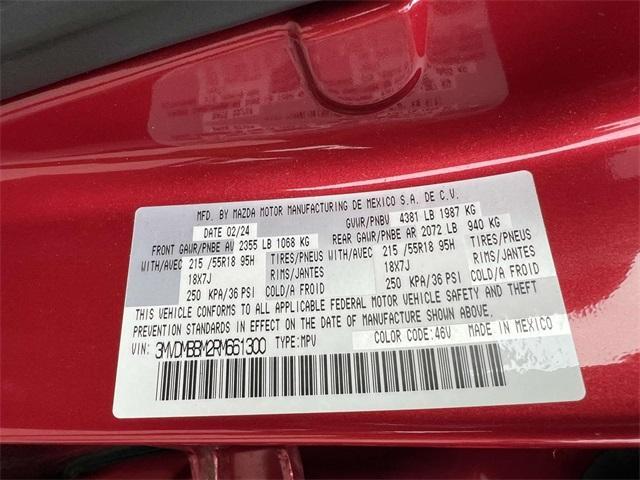 MFD. BY MAZDA MOTOR MANUFACTURING DE MEXICO S.A. DE C.V.
DATE 02/24 GVWR/PNBV 4381 LB 1987 KG
FRONT GAWR/PNBE AV 2355 LB 1068 KG REAR GAWR/PNBE AR 2072 LB 940 KG
WITH/AVEC 215 /55R18 95H TIRES/PNEUS WITH/AVEC 215 /55R18 95H TIRES/PNEUS
18X7J RIMS/JANTES 18X7J RIMS/JANTES
250 KPA/36 PSI COLD/A FROID 250 KPA/36 PSI COLD/A FROID
THIS VEHICLE CONFORMS TO ALL APPLICABLE FEDERAL MOTOR VEHICLE SAFETY AND THEFT
PREVENTION STANDARDS IN EFFECT ON THE DATE OF MANUFACTURE SHOWN ABOVE.
VIN: 3MVDMBBM2RM661300 TYPE: MPV COLOR CODE: 46V MADE IN MEXICO